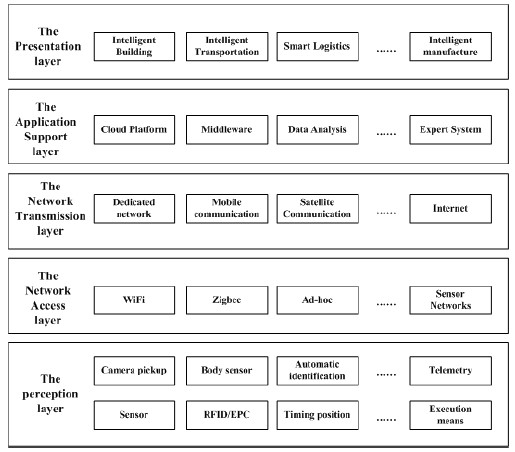 The
Presentation
layer
Intelligent
Building
Intelligent
Transportation
Smart Logistics
......
Intelligent
manufacture
The
Application
Support
layer
Cloud Platform
Middleware
Data Analysis
......
Expert System
The
Network
Transmission
layer
Dedicated
network
Mobile
communication
Satellite
Communication
......
Internet
The
Network
Access
layer
WiFi
Zigbee
Ad-hoc
......
Sensor
Networks
The
perception
layer
Camera pickup
Body sensor
Automatic
identification
......
Telemetry
Sensor
RFID/EPC
Timing position
......
Execution
means